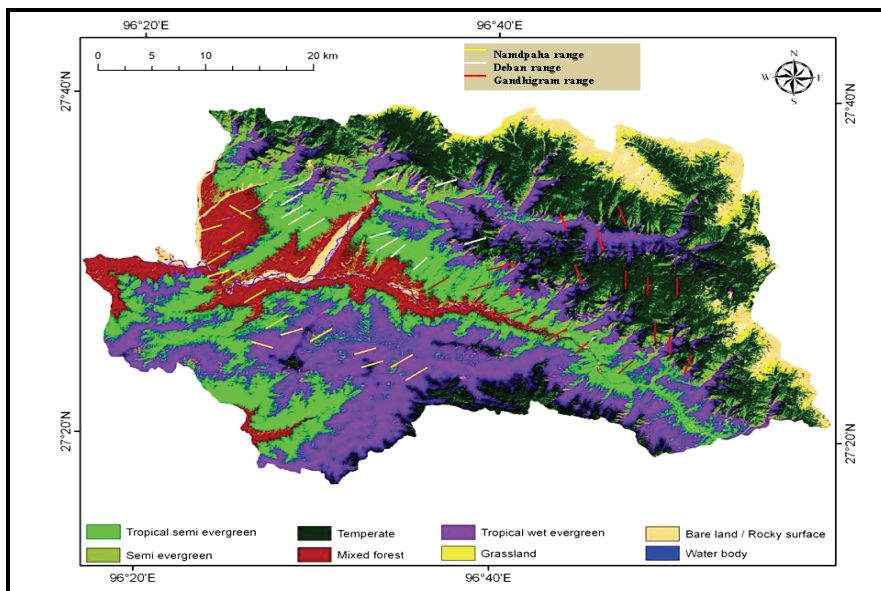 96°20'E 96°40'E
0 5 10 20 km
Namdpaha range
Deban range
Gandhigram range
N
W E
S
27°40'N 27°40'N
27°20'N 27°20'N
Tropical semi evergreen Temperate Tropical wet evergreen Bare land / Rocky surface
Semi evergreen Mixed forest Grassland Water body
96°20'E 96°40'E